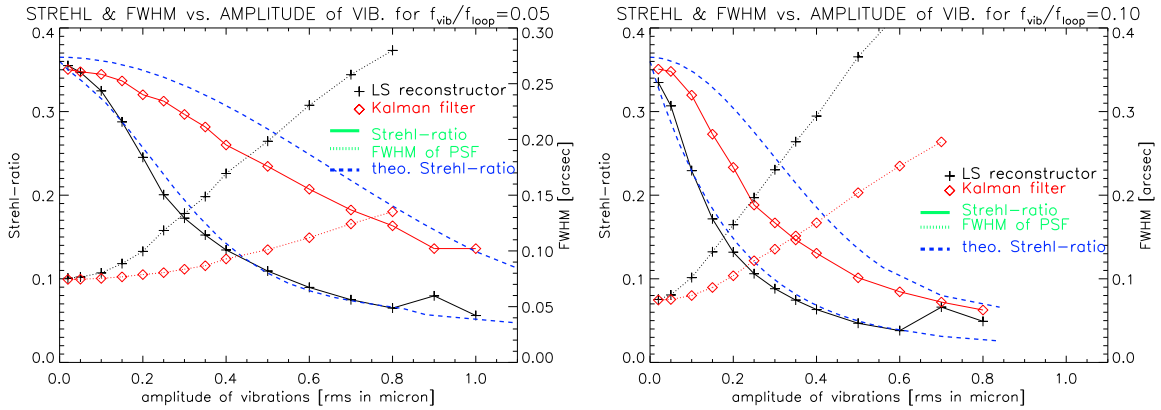 STREHL & FWHM vs. AMPLITUDE of VIB. for f_vib/f_loop=0.05
0.4
0.3
0.2
0.1
0.0
Strehl-ratio
0.30
0.25
0.20
0.15
0.10
0.05
0.00
FWHM [arcsec]
LS reconstructor
Kalman filter
Strehl-ratio
FWHM of PSF
theo. Strehl-ratio
0.0 0.2 0.4 0.6 0.8 1.0
amplitude of vibrations [rms in micron]
STREHL & FWHM vs. AMPLITUDE of VIB. for f_vib/f_loop=0.10
0.4
0.3
0.2
0.1
0.0
Strehl-ratio
0.4
0.3
0.2
0.1
0.0
FWHM [arcsec]
LS reconstructor
Kalman filter
Strehl-ratio
FWHM of PSF
theo. Strehl-ratio
0.0 0.2 0.4 0.6 0.8 1.0
amplitude of vibrations [rms in micron]